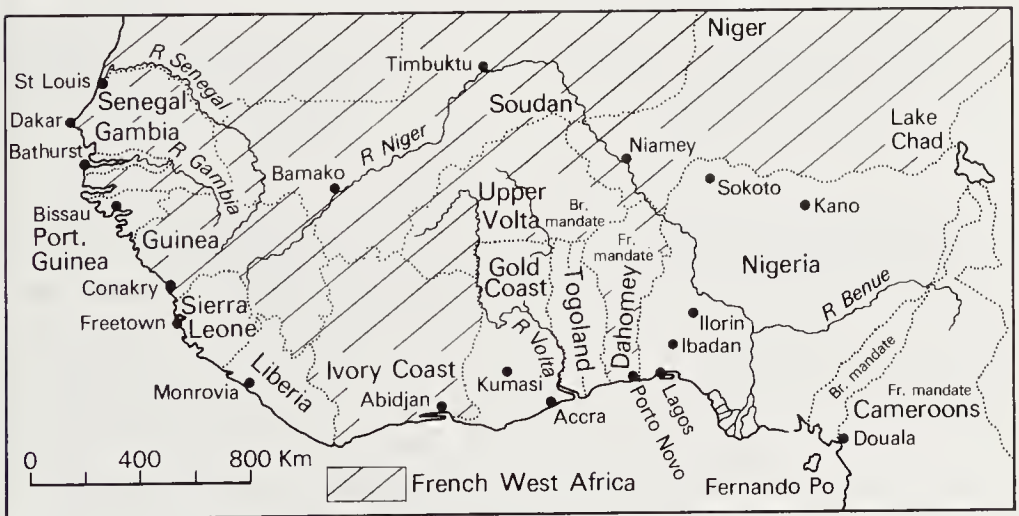 Niger
St Louis
R Senegal
Timbuktu
Senegal
Soudan
Dakar
Gambia
R Niger
Lake
Chad
Bathurst
R Gambia
Bamako
Niamey
Sokoto
Upper
Volta
Br.
mandate
Kano
Bissau
Port.
Guinea
Guinea
Fr.
mandate
Gold
Coast
Nigeria
Togoland
Dahomey
R Benue
Conakry
Sierra
Leone
Freetown
R Nolta
Ilorin
Ibadan
Liberia
Ivory Coast
Kumasi
Br. mandate
Fr. mandate
Monrovia
Abidjan
Accra
Porto Novo
Lagos
Cameroons
Douala
0 400 800 Km
French West Africa
Fernando Po